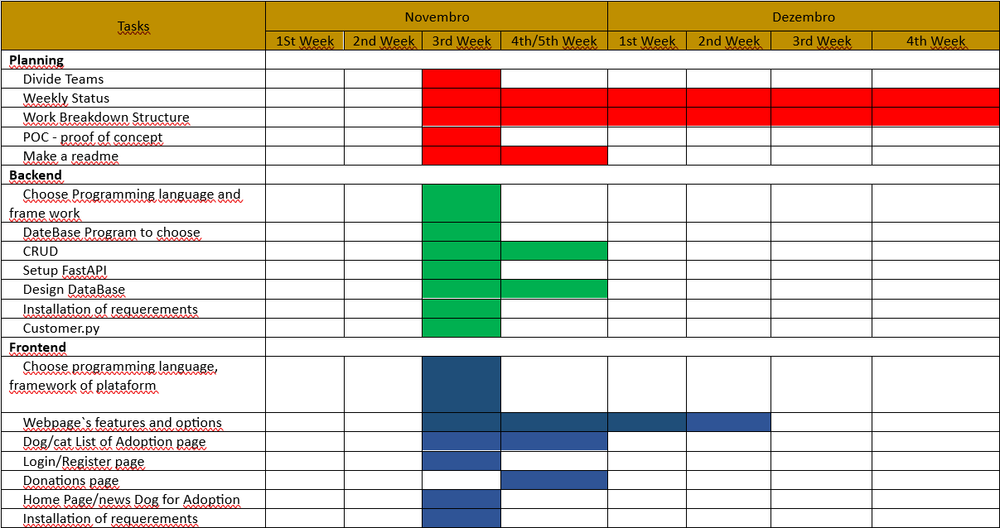 Tasks
Novembro
Dezembro
1St Week
2nd Week
3rd Week
4th/5th Week
1st Week
2nd Week
3rd Week
4th Week
Planning
Divide Teams
Weekly Status
Work Breakdown Structure
POC - proof of concept
Make a readme
Backend
Choose Programming language and
frame work
DateBase Program to choose
CRUD
Setup FastAPI
Design DataBase
Installation of requerements
Customer.py
Frontend
Choose programming language,
framework of plataform
Webpage`s features and options
Dog/cat List of Adoption page
Login/Register page
Donations page
Home Page/news Dog for Adoption
Installation of requerements